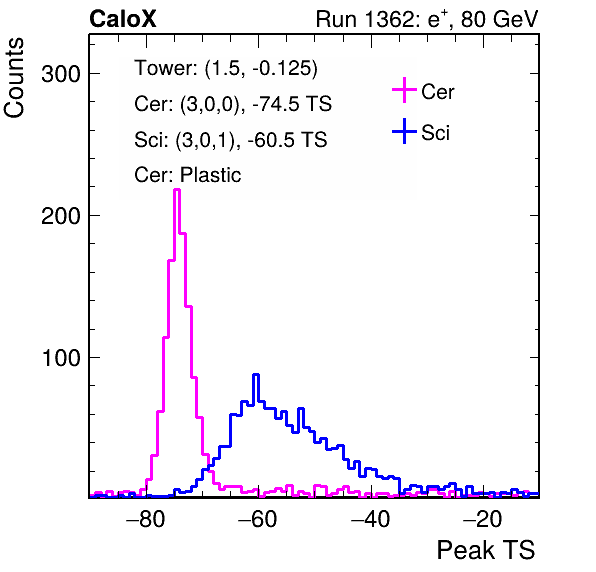 CaloX Run 1362: e⁺, 80 GeV
Counts
Tower: (1.5, -0.125)
Cer: (3,0,0), -74.5 TS
Sci: (3,0,1), -60.5 TS
Cer: Plastic
Cer
Sci
300
200
100
−80 −60 −40 −20
Peak TS